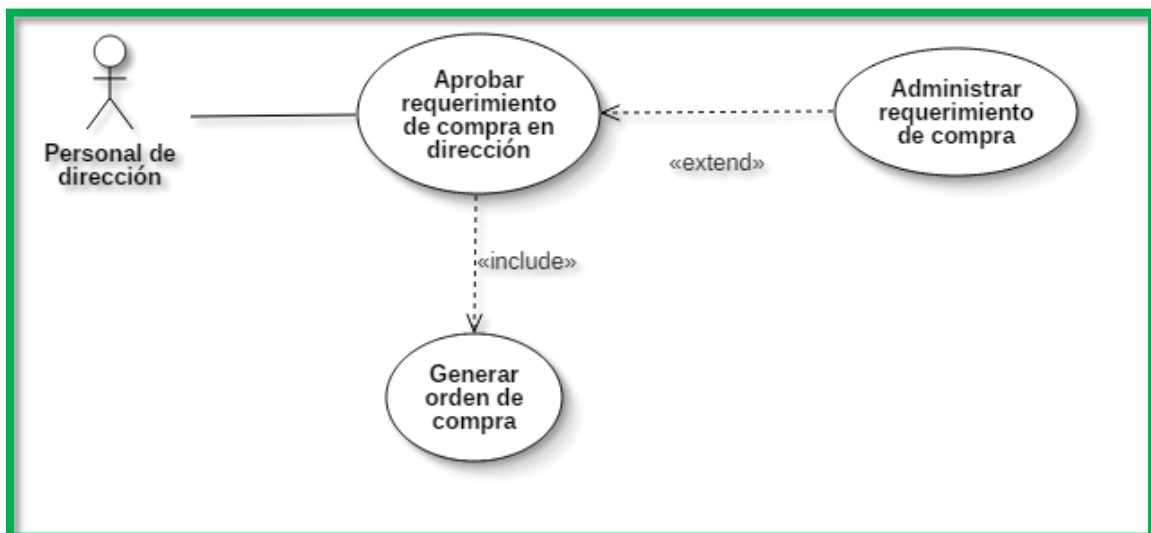 Personal de
dirección
Aprobar
requerimiento
de compra en
dirección
«extend»
Administrar
requerimiento
de compra
«include»
Generar
orden de
compra